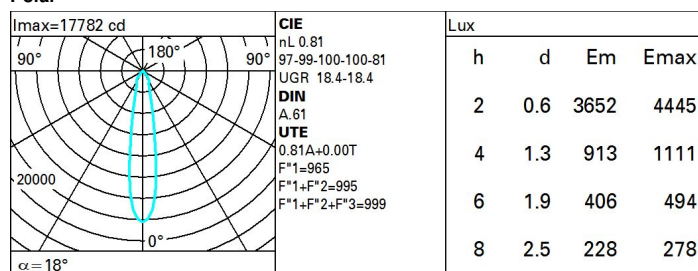 Imax=17782 cd
90°
180°
90°
20000
0°
α=18°
CIE
nL 0.81
97-99-100-100-81
UGR 18.4-18.4
DIN
A.61
UTE
0.81A+0.00T
F"1=965
F"1+F"2=995
F"1+F"2+F"3=999
Lux
h d Em Emax
2 0.6 3652 4445
4 1.3 913 1111
6 1.9 406 494
8 2.5 228 278